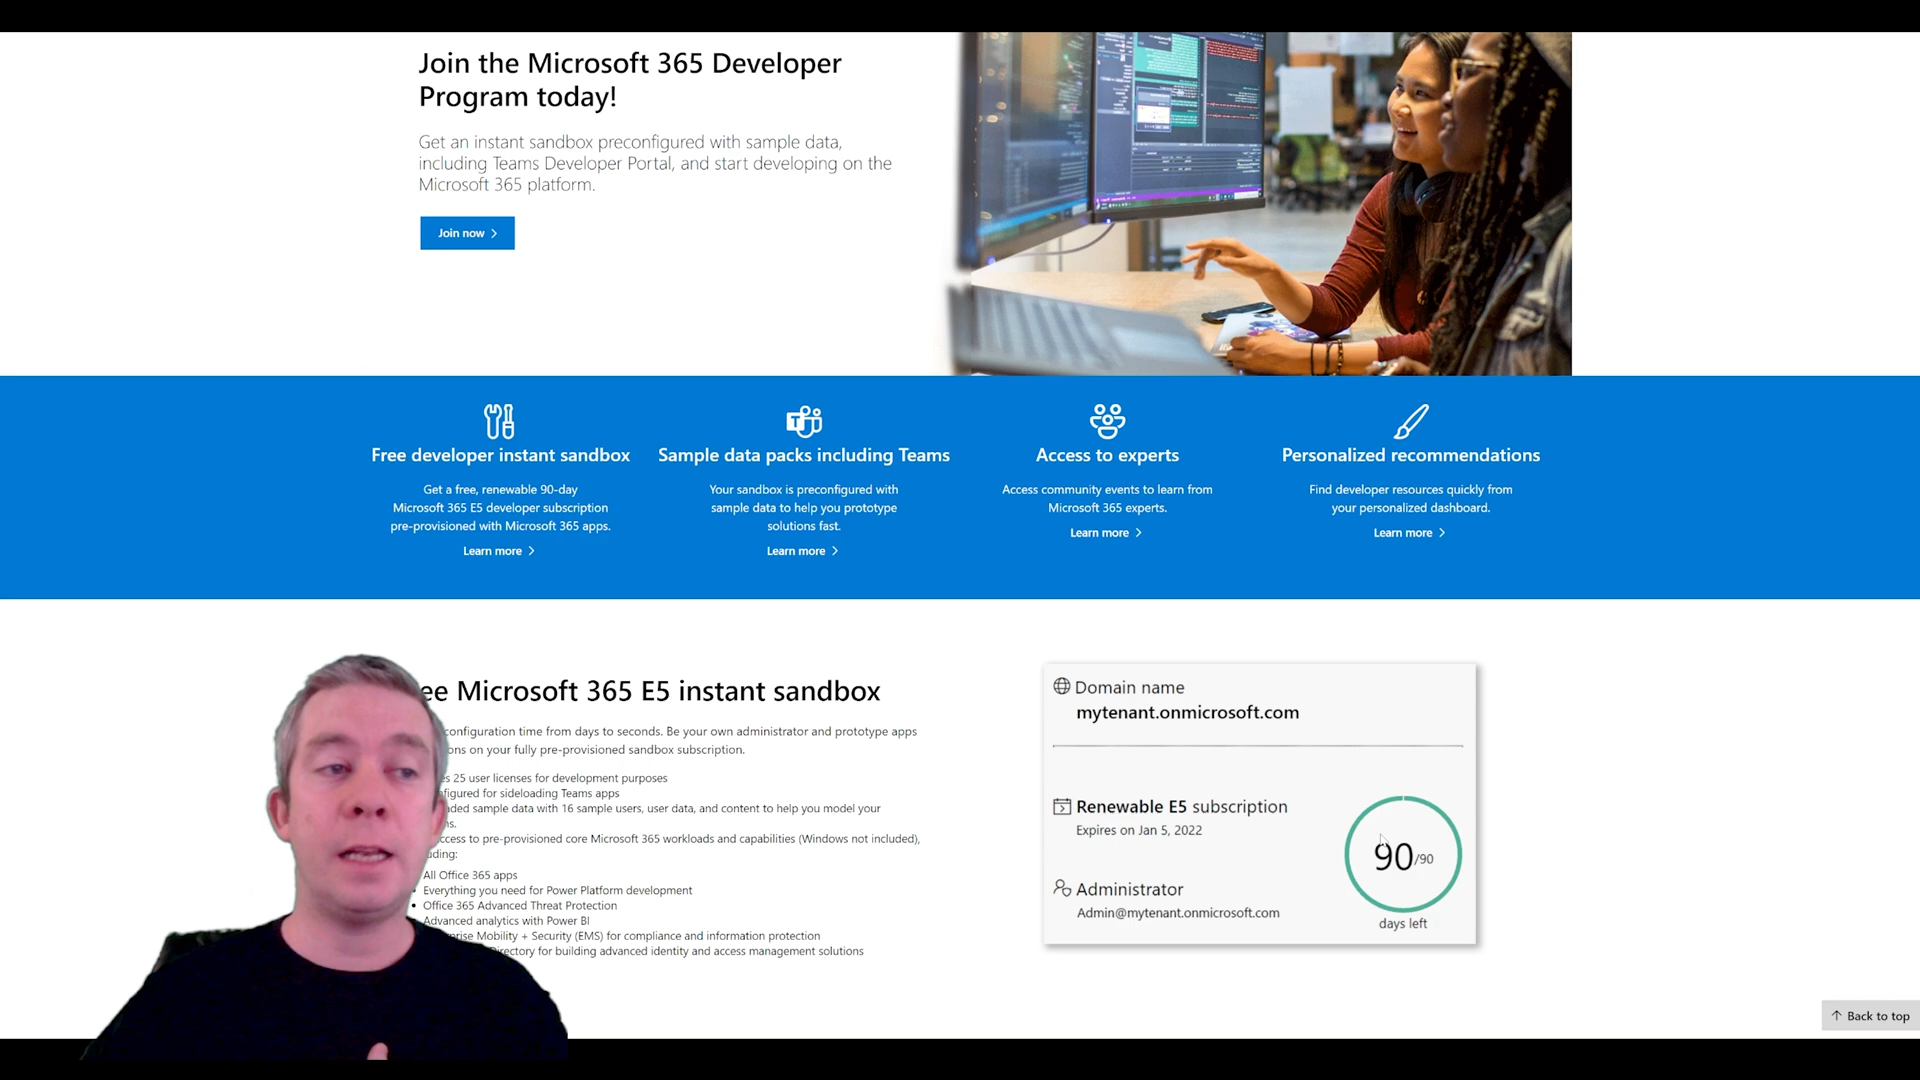 Join the Microsoft 365 Developer
Program today!
Get an instant sandbox preconfigured with sample data,
including Teams Developer Portal, and start developing on the
Microsoft 365 platform.
Join now
Free developer instant sandbox
Get a free, renewable 90-day
Microsoft 365 E5 developer subscription
pre-provisioned with Microsoft 365 apps.
Learn more
T
Sample data packs including Teams
Your sandbox is preconfigured with
sample data to help you prototype
solutions fast.
Learn more
Access to experts
Access community events to learn from
Microsoft 365 experts.
Learn more
Personalized recommendations
Find developer resources quickly from
your personalized dashboard.
Learn more
ee Microsoft 365 E5 instant sandbox
configuration time from days to seconds. Be your own administrator and prototype apps
ons on your fully pre-provisioned sandbox subscription.
es 25 user licenses for development purposes
figured for sideloading Teams apps
ded sample data with 16 sample users, user data, and content to help you model your
ns.
ccess to pre-provisioned core Microsoft 365 workloads and capabilities (Windows not included),
uding:
All Office 365 apps
Everything you need for Power Platform development
Office 365 Advanced Threat Protection
Advanced analytics with Power BI
rprise Mobility + Security (EMS) for compliance and information protection
irectory for building advanced identity and access management solutions
Domain name
mytenant.onmicrosoft.com
Renewable E5 subscription
Expires on Jan 5, 2022
Administrator
Admin@mytenant.onmicrosoft.com
90/90
days left
Back to top